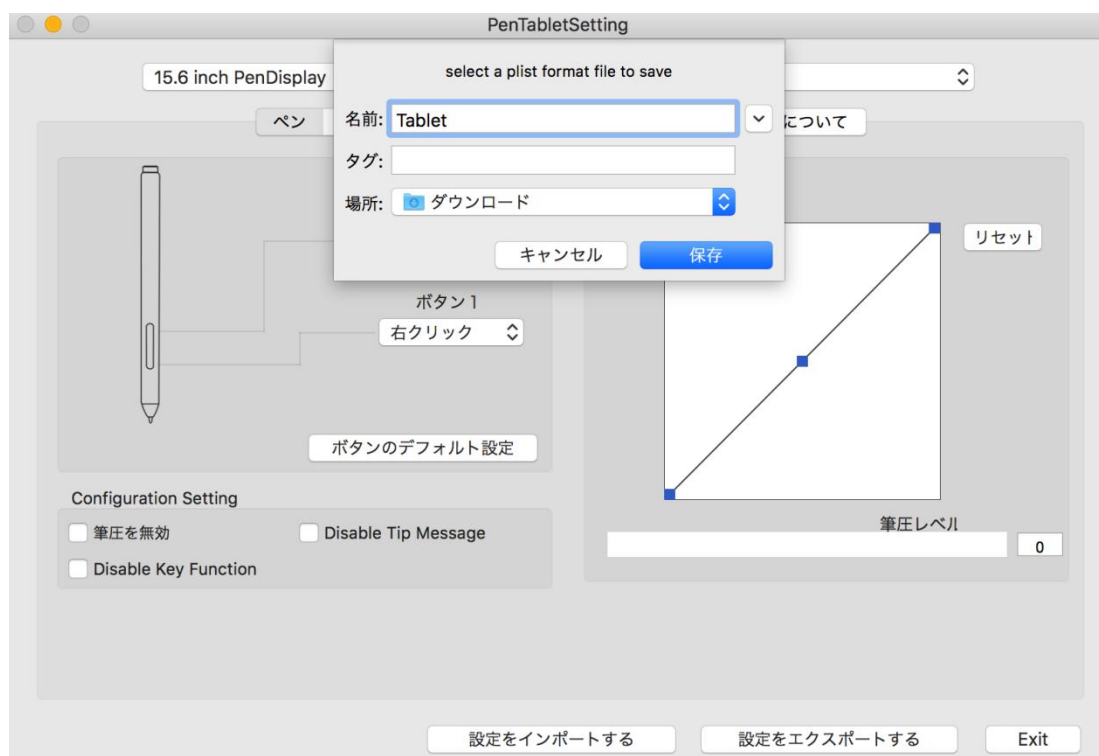 PenTabletSetting
15.6 inch PenDisplay
select a plist format file to save
名前: Tablet
タグ:
場所: ダウンロード
キャンセル 保存
ペン
について
リセット
ボタン 1
右クリック
ボタンのデフォルト設定
Configuration Setting
筆圧を無効 Disable Tip Message
Disable Key Function
筆圧レベル
0
設定をインポートする 設定をエクスポートする Exit